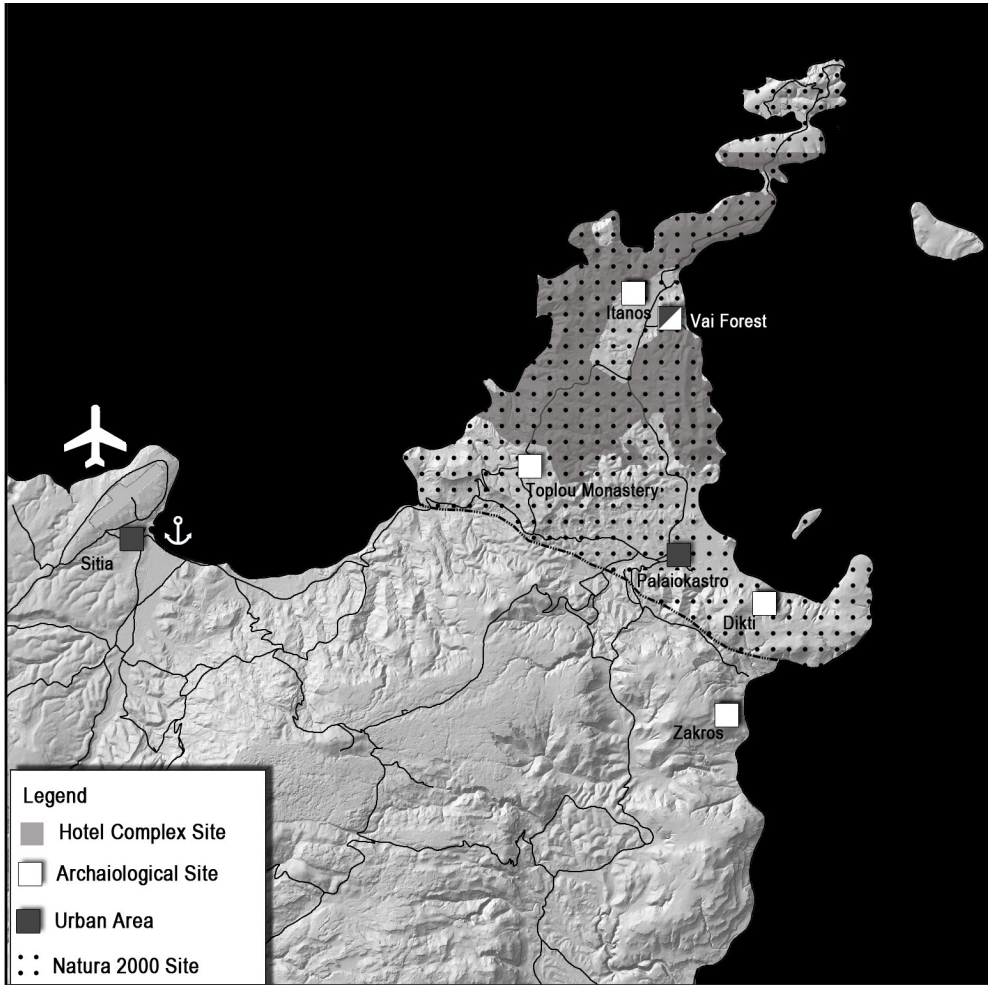 Itanos
Vai Forest
Toplou Monastery
Sitia
Palaiokastro
Dikti
Zakros
Legend
Hotel Complex Site
Archaiological Site
Urban Area
Natura 2000 Site